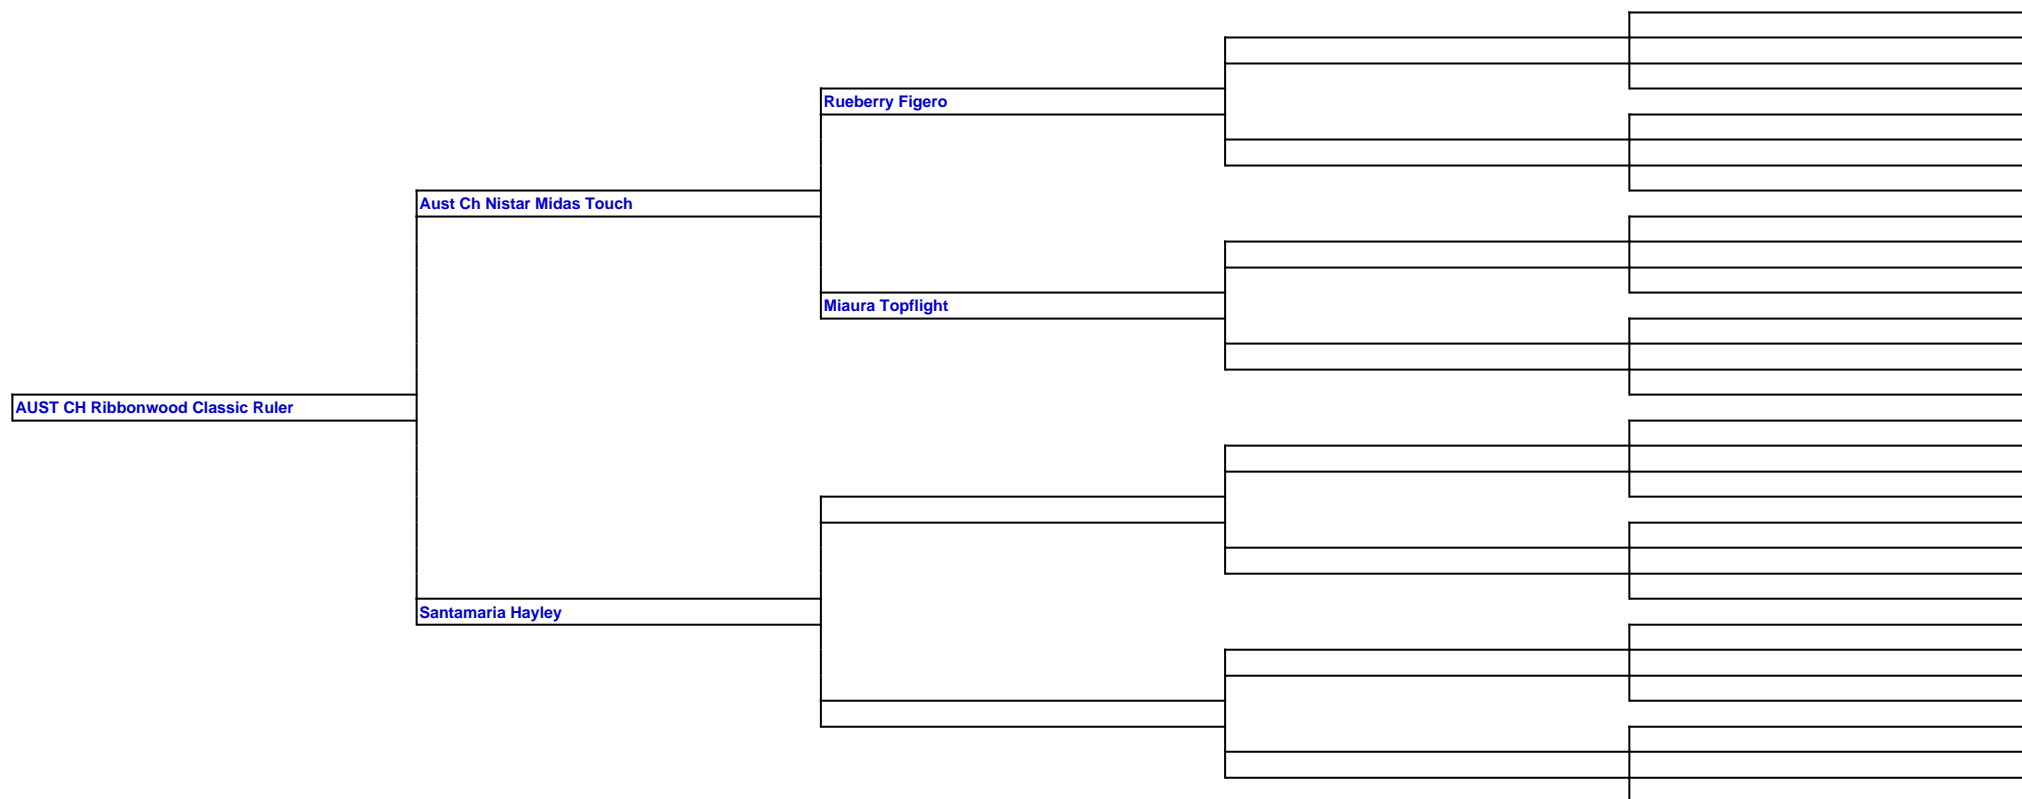 Rueberry Figero
Aust Ch Nistar Midas Touch
Miaura Topflight
AUST CH Ribbonwood Classic Ruler
Santamaria Hayley